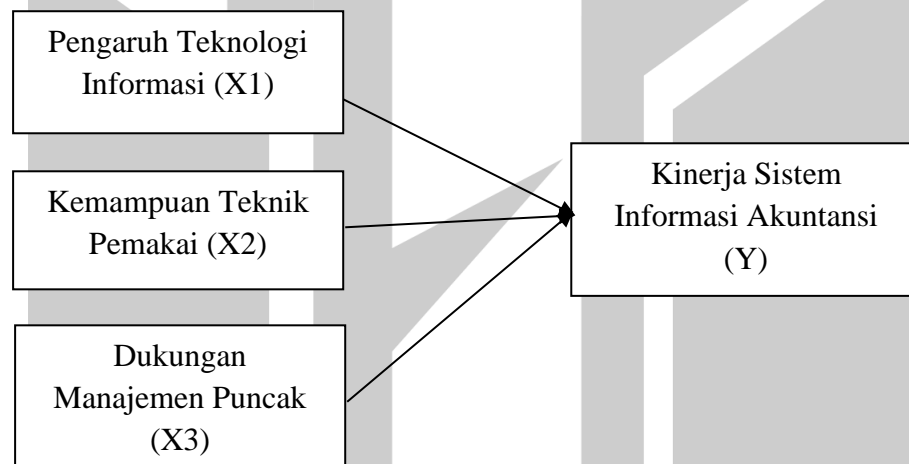 Pengaruh Teknologi
Informasi (X1)
Kemampuan Teknik
Pemakai (X2)
Dukungan
Manajemen Puncak
(X3)
Kinerja Sistem
Informasi Akuntansi
(Y)